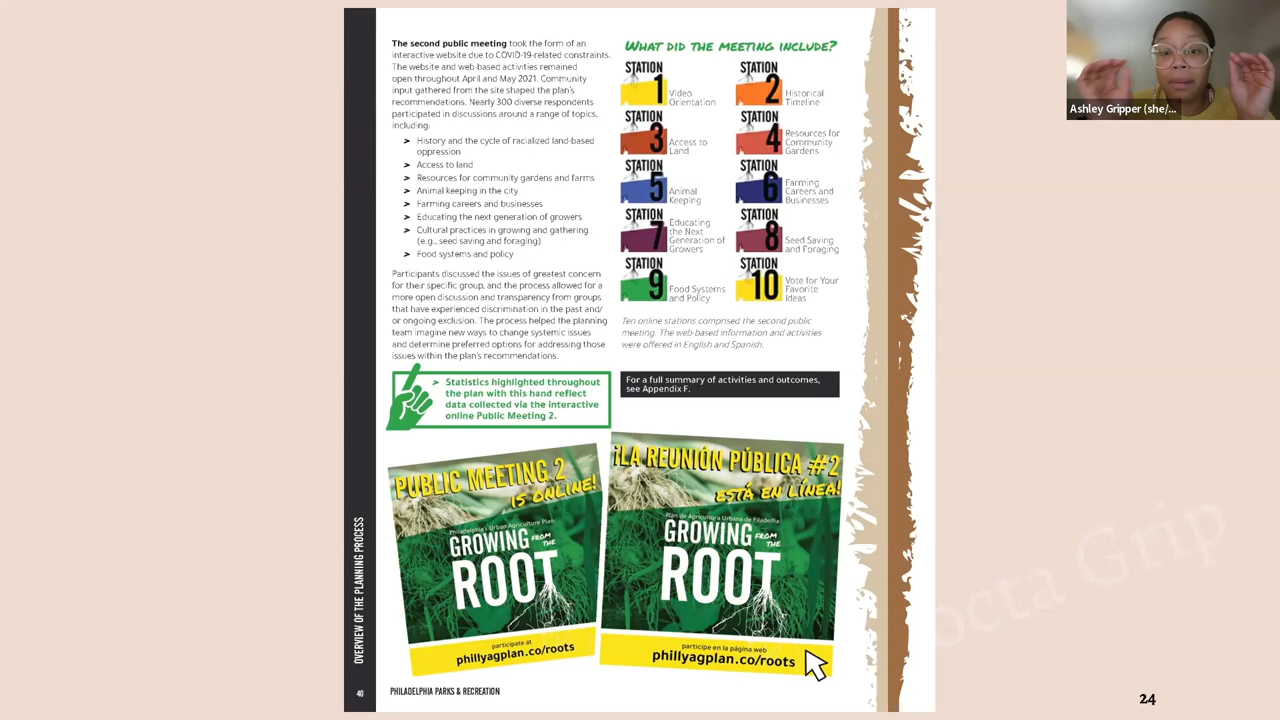 The second public meeting took the form of an
interactive website due to COVID-19-related constraints.
The website and web-based activities remained
open throughout April and May 2021. Community
input gathered from the site shaped the plan's
recommendations. Nearly 300 diverse respondents
participated in discussions around a range of topics,
including:
➤ History and the cycle of racialized land-based
oppression
➤ Access to land
➤ Resources for community gardens and farms
➤ Animal keeping in the city
➤ Farming careers and businesses
➤ Educating the next generation of growers
➤ Cultural practices in growing and gathering
(e.g., seed saving and foraging)
➤ Food systems and policy
Participants discussed the issues of greatest concern
for their specific group, and the process allowed for a
more open discussion and transparency from groups
that have experienced discrimination in the past and/
or ongoing exclusion. The process helped the planning
team imagine new ways to change systemic issues
and determine preferred options for addressing those
issues within the plan's recommendations.
➤ Statistics highlighted throughout
the plan with this hand reflect
data collected via the interactive
online Public Meeting 2.
WHAT DID THE MEETING INCLUDE?
STATION
1
Video
Orientation
STATION
2
Historical
Timeline
STATION
3
Access to
Land
STATION
4
Resources for
Community
Gardens
STATION
5
Animal
Keeping
STATION
6
Farming
Careers and
Businesses
STATION
7
Educating
the Next
Generation of
Growers
STATION
8
Seed Saving
and Foraging
STATION
9
Food Systems
and Policy
STATION
10
Vote for Your
Favorite
Ideas
Ten online stations comprised the second public
meeting. The web-based information and activities
were offered in English and Spanish.
For a full summary of activities and outcomes,
see Appendix F.
PUBLIC MEETING 2
IS ONLINE!
Philadelphia's Urban Agriculture Plan
GROWING FROM
THE
ROOT
participate at
phillyagplan.co/roots
¡LA REUNIÓN PÚBLICA #2
ESTÁ EN LÍNEA!
Plan de Agricultura Urbana de Filadelfia
GROWING FROM
THE
ROOT
participe en la página web
phillyagplan.co/roots
OVERVIEW OF THE PLANNING PROCESS
40
PHILADELPHIA PARKS & RECREATION
Ashley Gripper (she/...
octa Grip
24